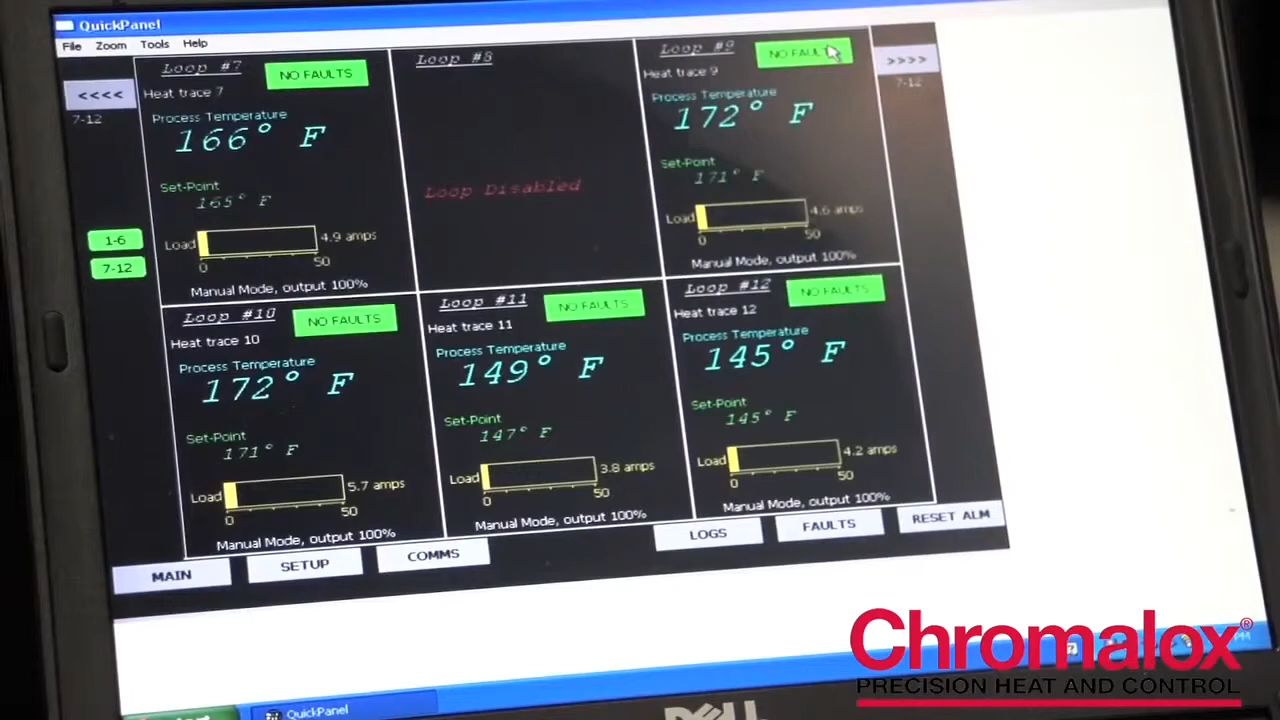 QuickPanel
File Zoom Tools Help
<<<<
7-12
1-6
7-12
Loop #7
NO FAULTS
Heat trace 7
Process Temperature
166° F
Set-Point
165° F
Load
4.9 amps
0
50
Manual Mode, output 100%
Loop #8
Loop Disabled
Loop #9
NO FAULTS
Heat trace 9
Process Temperature
172° F
Set-Point
171° F
Load
4.6 amps
0
50
Manual Mode, output 100%
>>>>
7-12
Loop #10
NO FAULTS
Heat trace 10
Process Temperature
172° F
Set-Point
171° F
Load
5.7 amps
0
50
Manual Mode, output 100%
Loop #11
NO FAULTS
Heat trace 11
Process Temperature
149° F
Set-Point
147° F
Load
3.8 amps
0
50
Manual Mode, output 100%
Loop #12
NO FAULTS
Heat trace 12
Process Temperature
145° F
Set-Point
145° F
Load
4.2 amps
0
50
Manual Mode, output 100%
MAIN
SETUP
COMMS
LOGS
FAULTS
RESET ALM
QuickPanel
PM
DELL
Chromalox®
PRECISION HEAT AND CONTROL